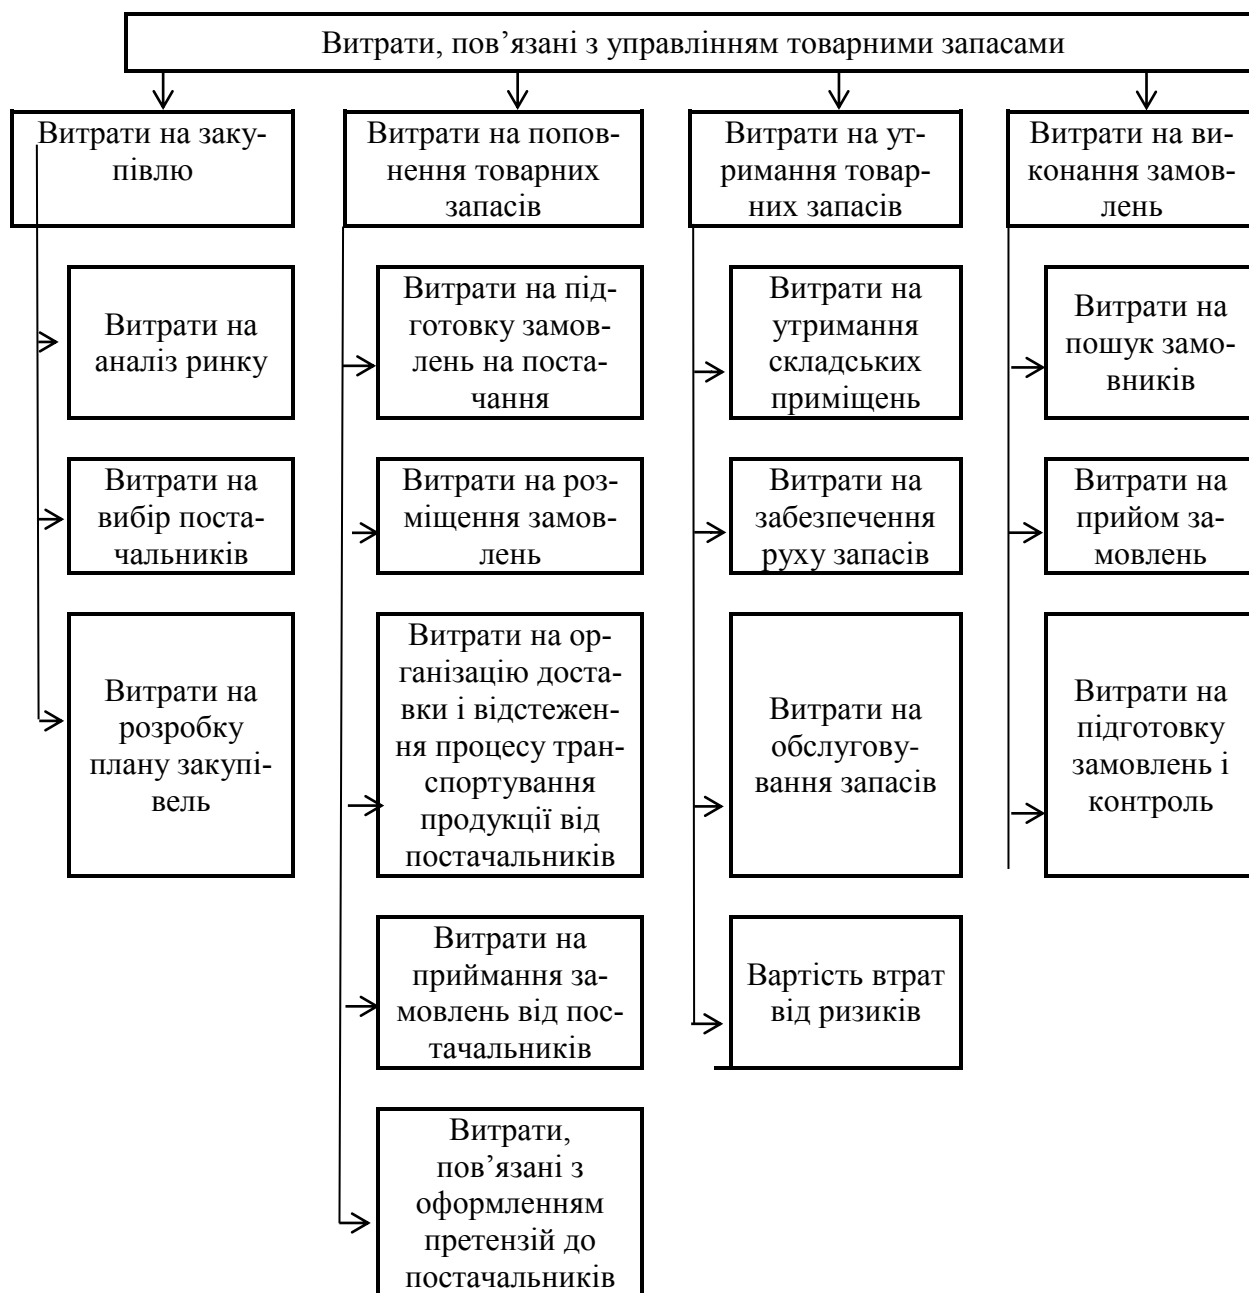 Витрати, пов’язані з управлінням товарними запасами
Витрати на заку-
півлю
Витрати на аналіз ринку
Витрати на
вибір поста-
чальників
Витрати на
розробку
плану закупі-
вель
Витрати на попов-
нення товарних
запасів
Витрати на під-
готовку замов-
лень на поста-
чання
Витрати на роз-
міщення замов-
лень
Витрати на ор-
ганізацію доста-
вки і відстежен-
ня процесу тран-
спортування
продукції від
постачальників
Витрати на
приймання за-
мовлень від пос-
тачальників
Витрати,
пов’язані з
оформленням
претензій до
постачальників
Витрати на ут-
римання товар-
них запасів
Витрати на
утримання
складських
приміщень
Витрати на
забезпечення
руху запасів
Витрати на
обслугову-
вання запасів
Вартість втрат
від ризиків
Витрати на ви-
конання замов-
лень
Витрати на
пошук замо-
вників
Витрати на
прийом за-
мовлень
Витрати на
підготовку
замовлень і
контроль